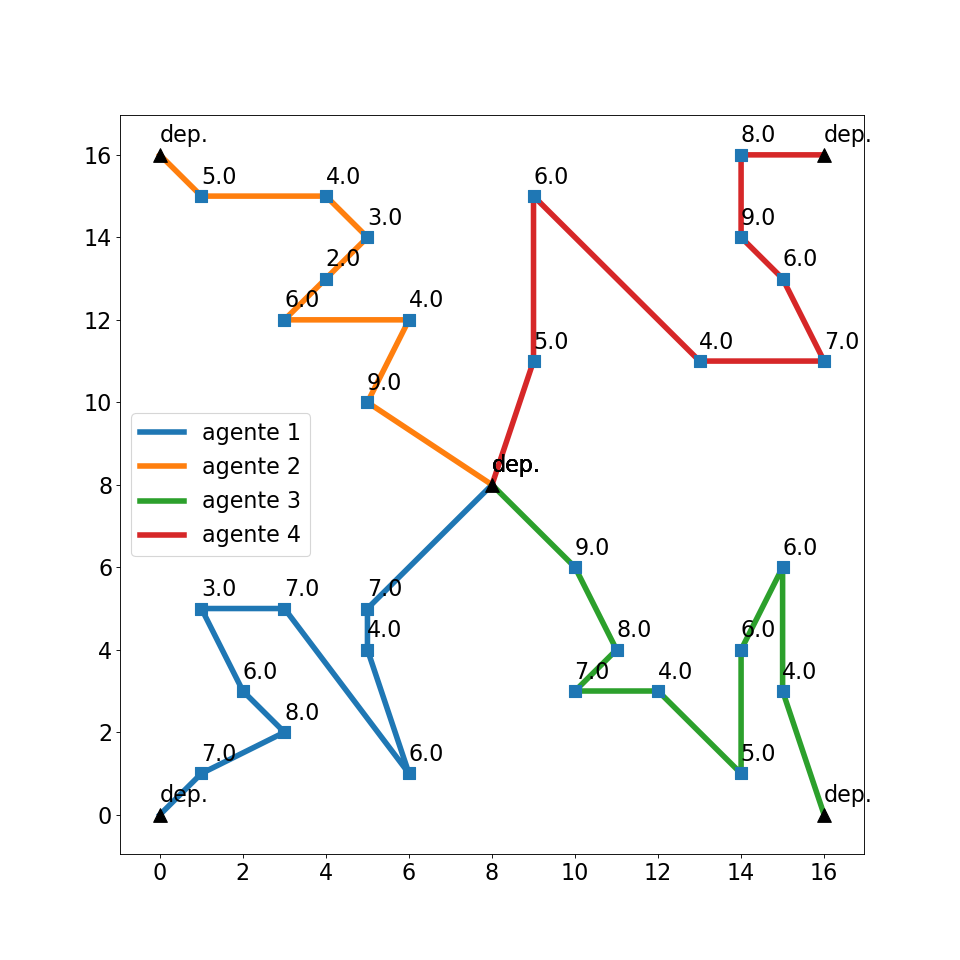 dep. 8.0 dep.
16 5.0 4.0 6.0
3.0 9.0
14 2.0 6.0
6.0 4.0
12 5.0 4.0 7.0
9.0
10
agente 1
agente 2 dep. dep.
8
agente 3
agente 4
6 9.0 6.0
3.0 7.0 7.0
4.0 8.0 6.0
4
6.0 7.0 4.0 4.0
8.0
2
7.0 6.0 5.0
dep. dep.
0
0 2 4 6 8 10 12 14 16